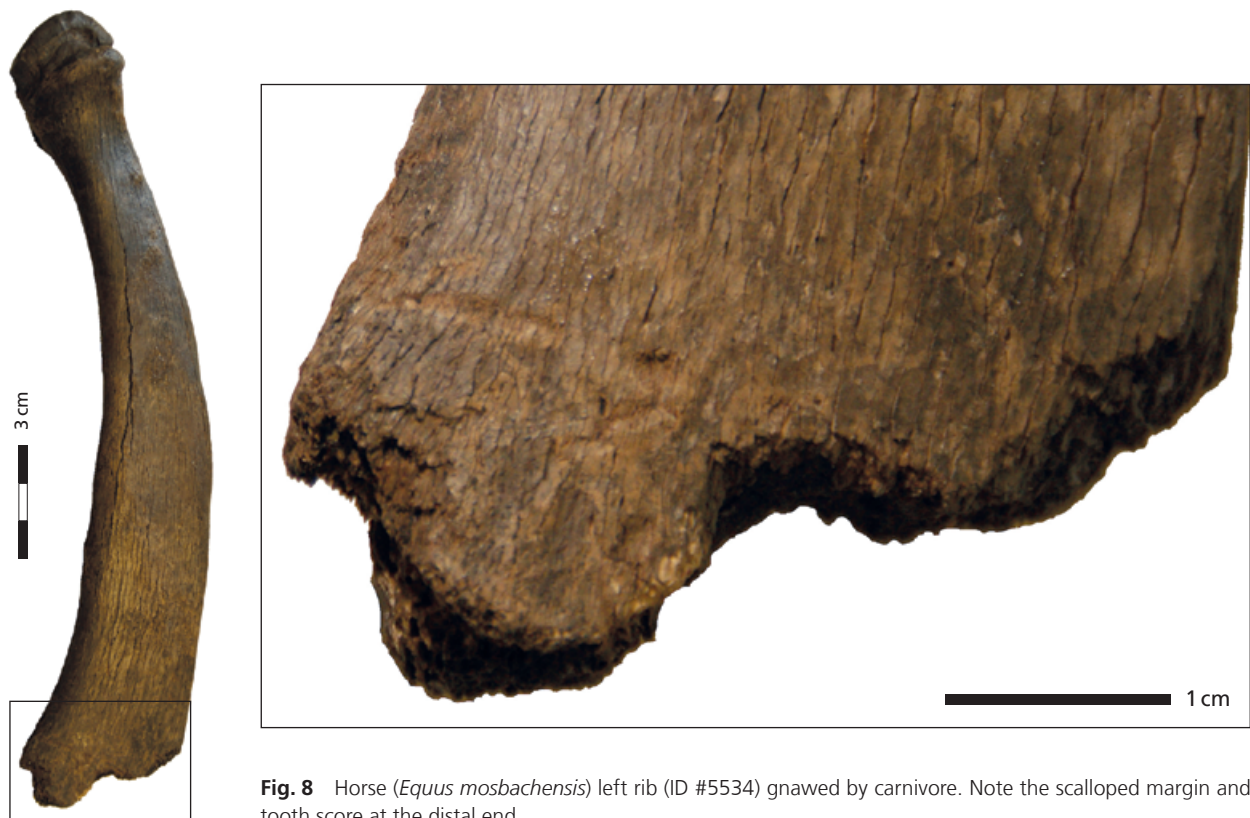 3 cm
1 cm
Fig. 8 Horse (Equus mosbachensis) left rib (ID #5534) gnawed by carnivore. Note the scalloped margin and
tooth score at the distal end.